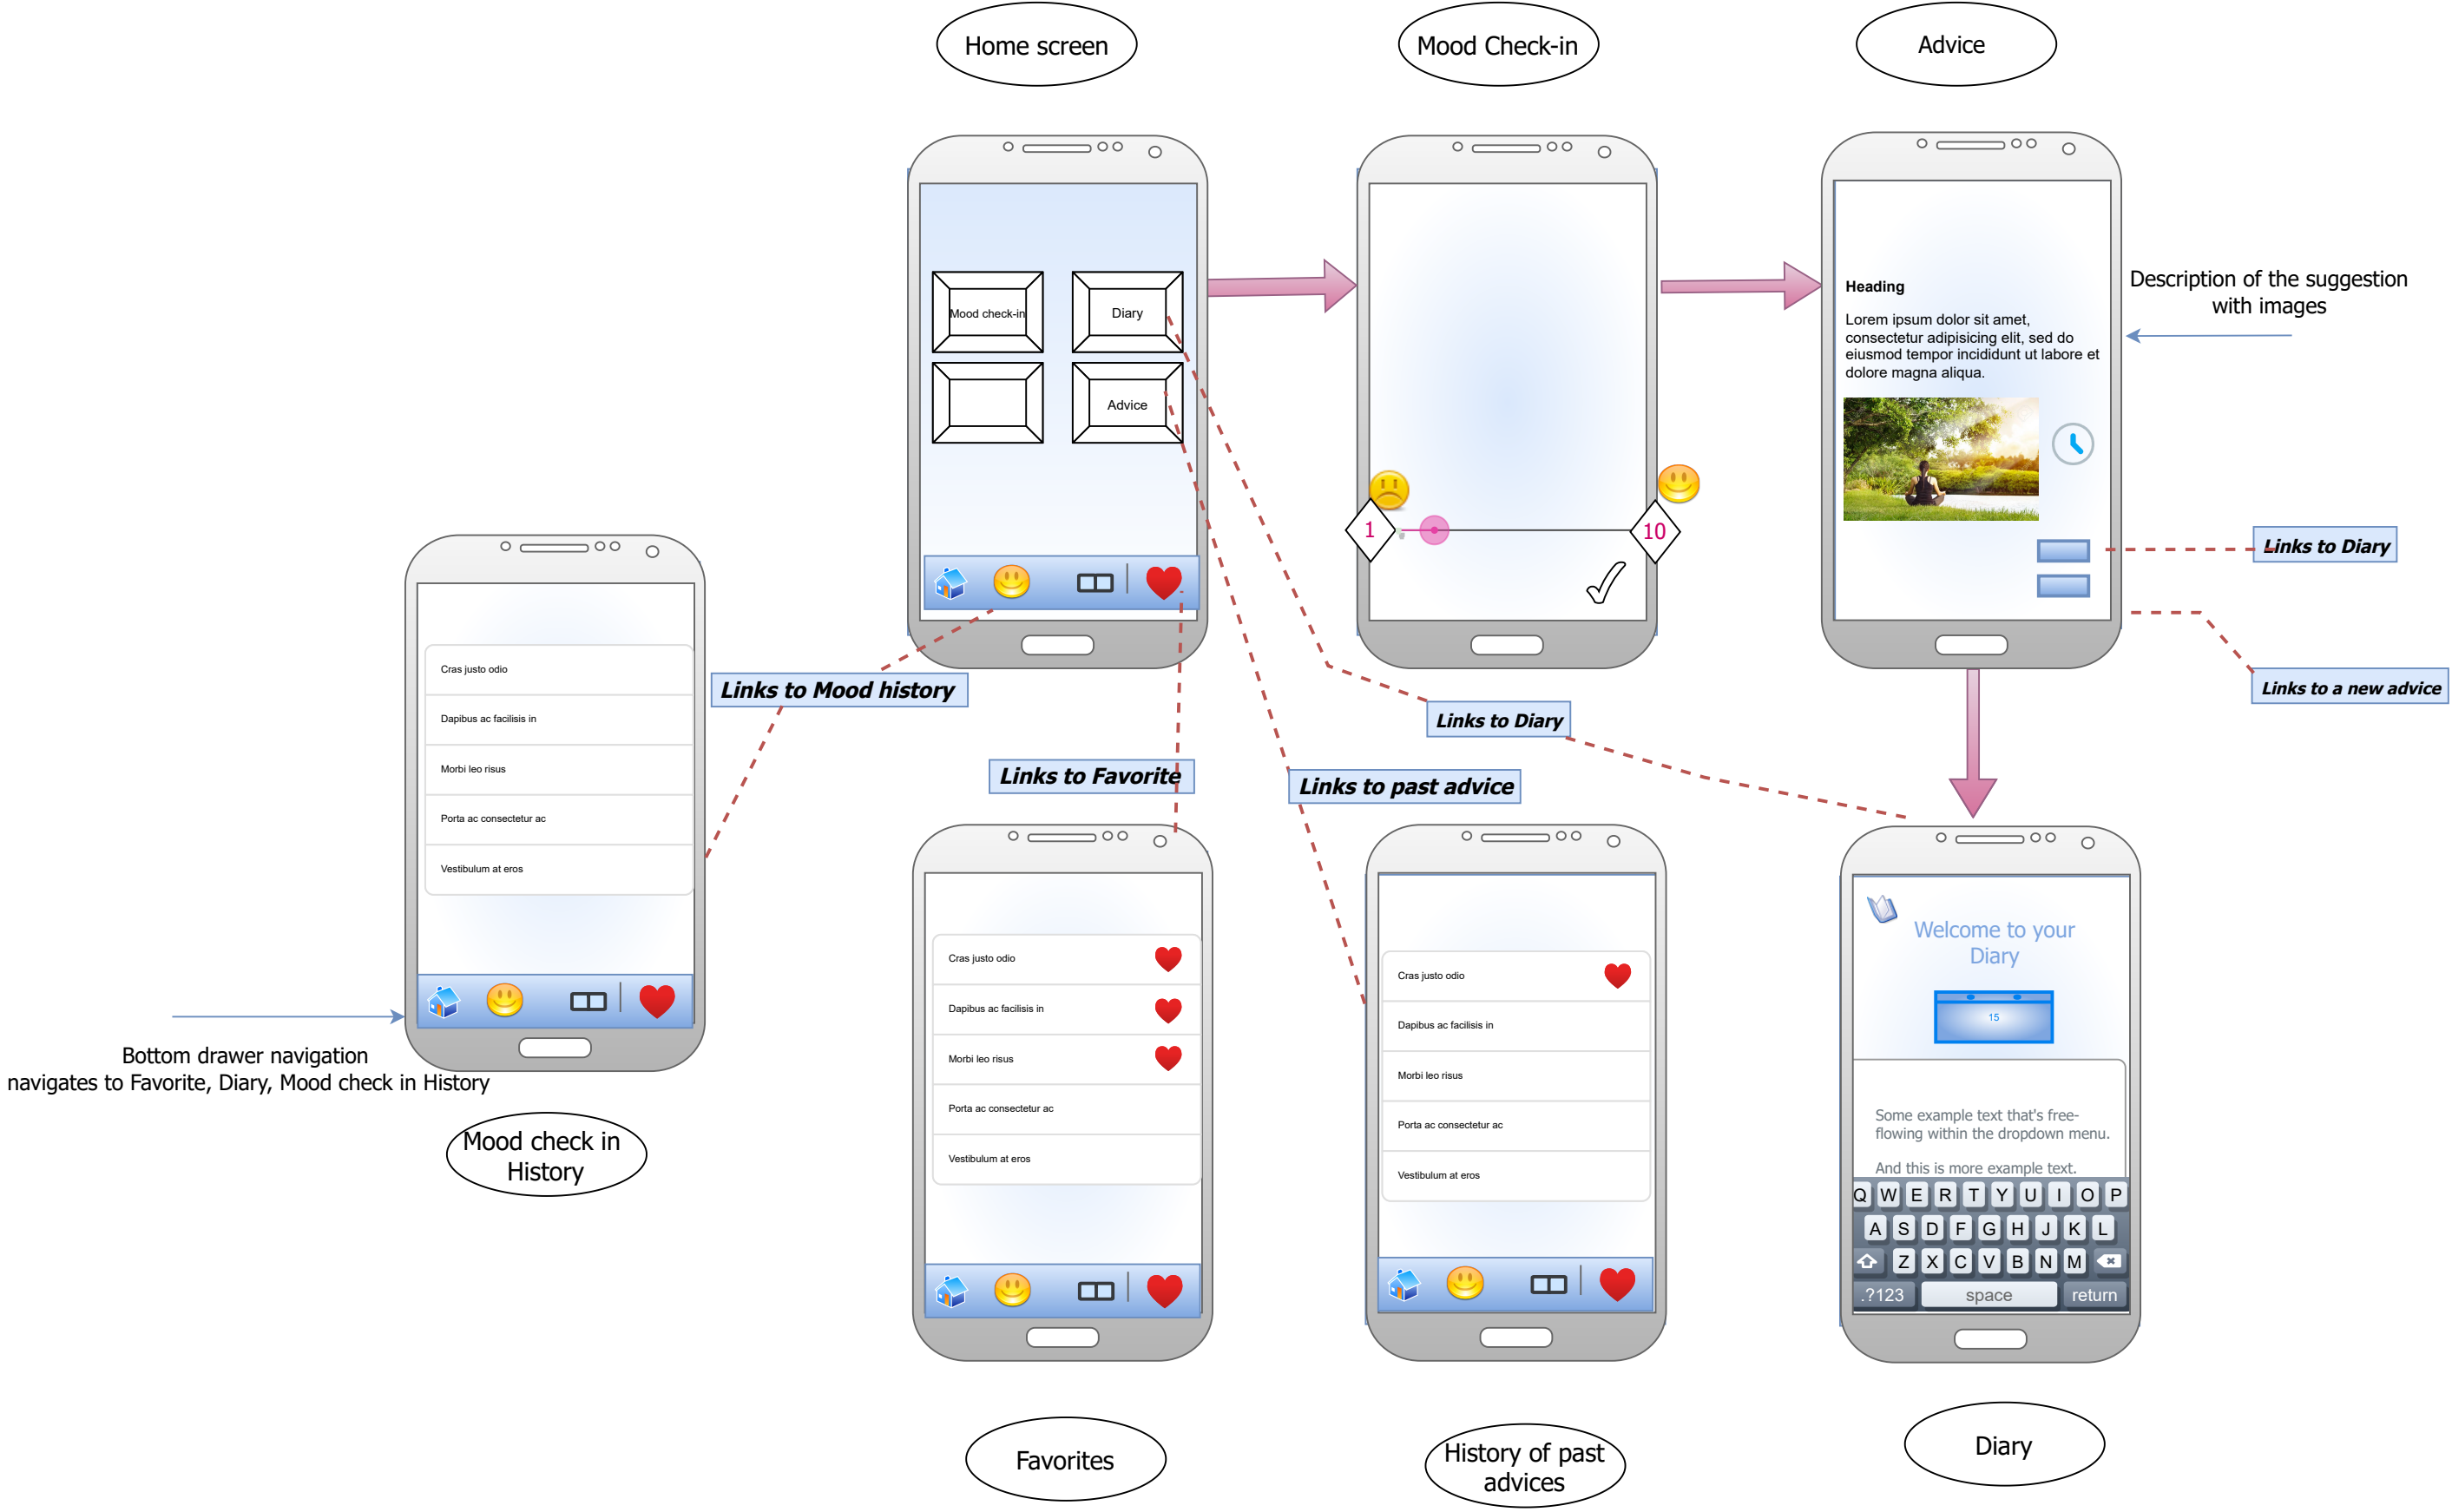 Home screen
Mood Check-in
Advice
Mood check-in
Diary
Advice
1
10
Heading
Lorem ipsum dolor sit amet,
consectetur adipisicing elit, sed do
eiusmod tempor incididunt ut labore et
dolore magna aliqua.
Description of the suggestion
with images
Links to Diary
Links to a new advice
Links to Mood history
Links to Diary
Links to Favorite
Links to past advice
Cras justo odio
Dapibus ac facilisis in
Morbi leo risus
Porta ac consectetur ac
Vestibulum at eros
Bottom drawer navigation
navigates to Favorite, Diary, Mood check in History
Mood check in
History
Cras justo odio
Dapibus ac facilisis in
Morbi leo risus
Porta ac consectetur ac
Vestibulum at eros
Favorites
Cras justo odio
Dapibus ac facilisis in
Morbi leo risus
Porta ac consectetur ac
Vestibulum at eros
History of past
advices
Welcome to your
Diary
15
Some example text that's free-
flowing within the dropdown menu.
And this is more example text.
Q W E R T Y U I O P
A S D F G H J K L
Z X C V B N M
.?123 space return
Diary